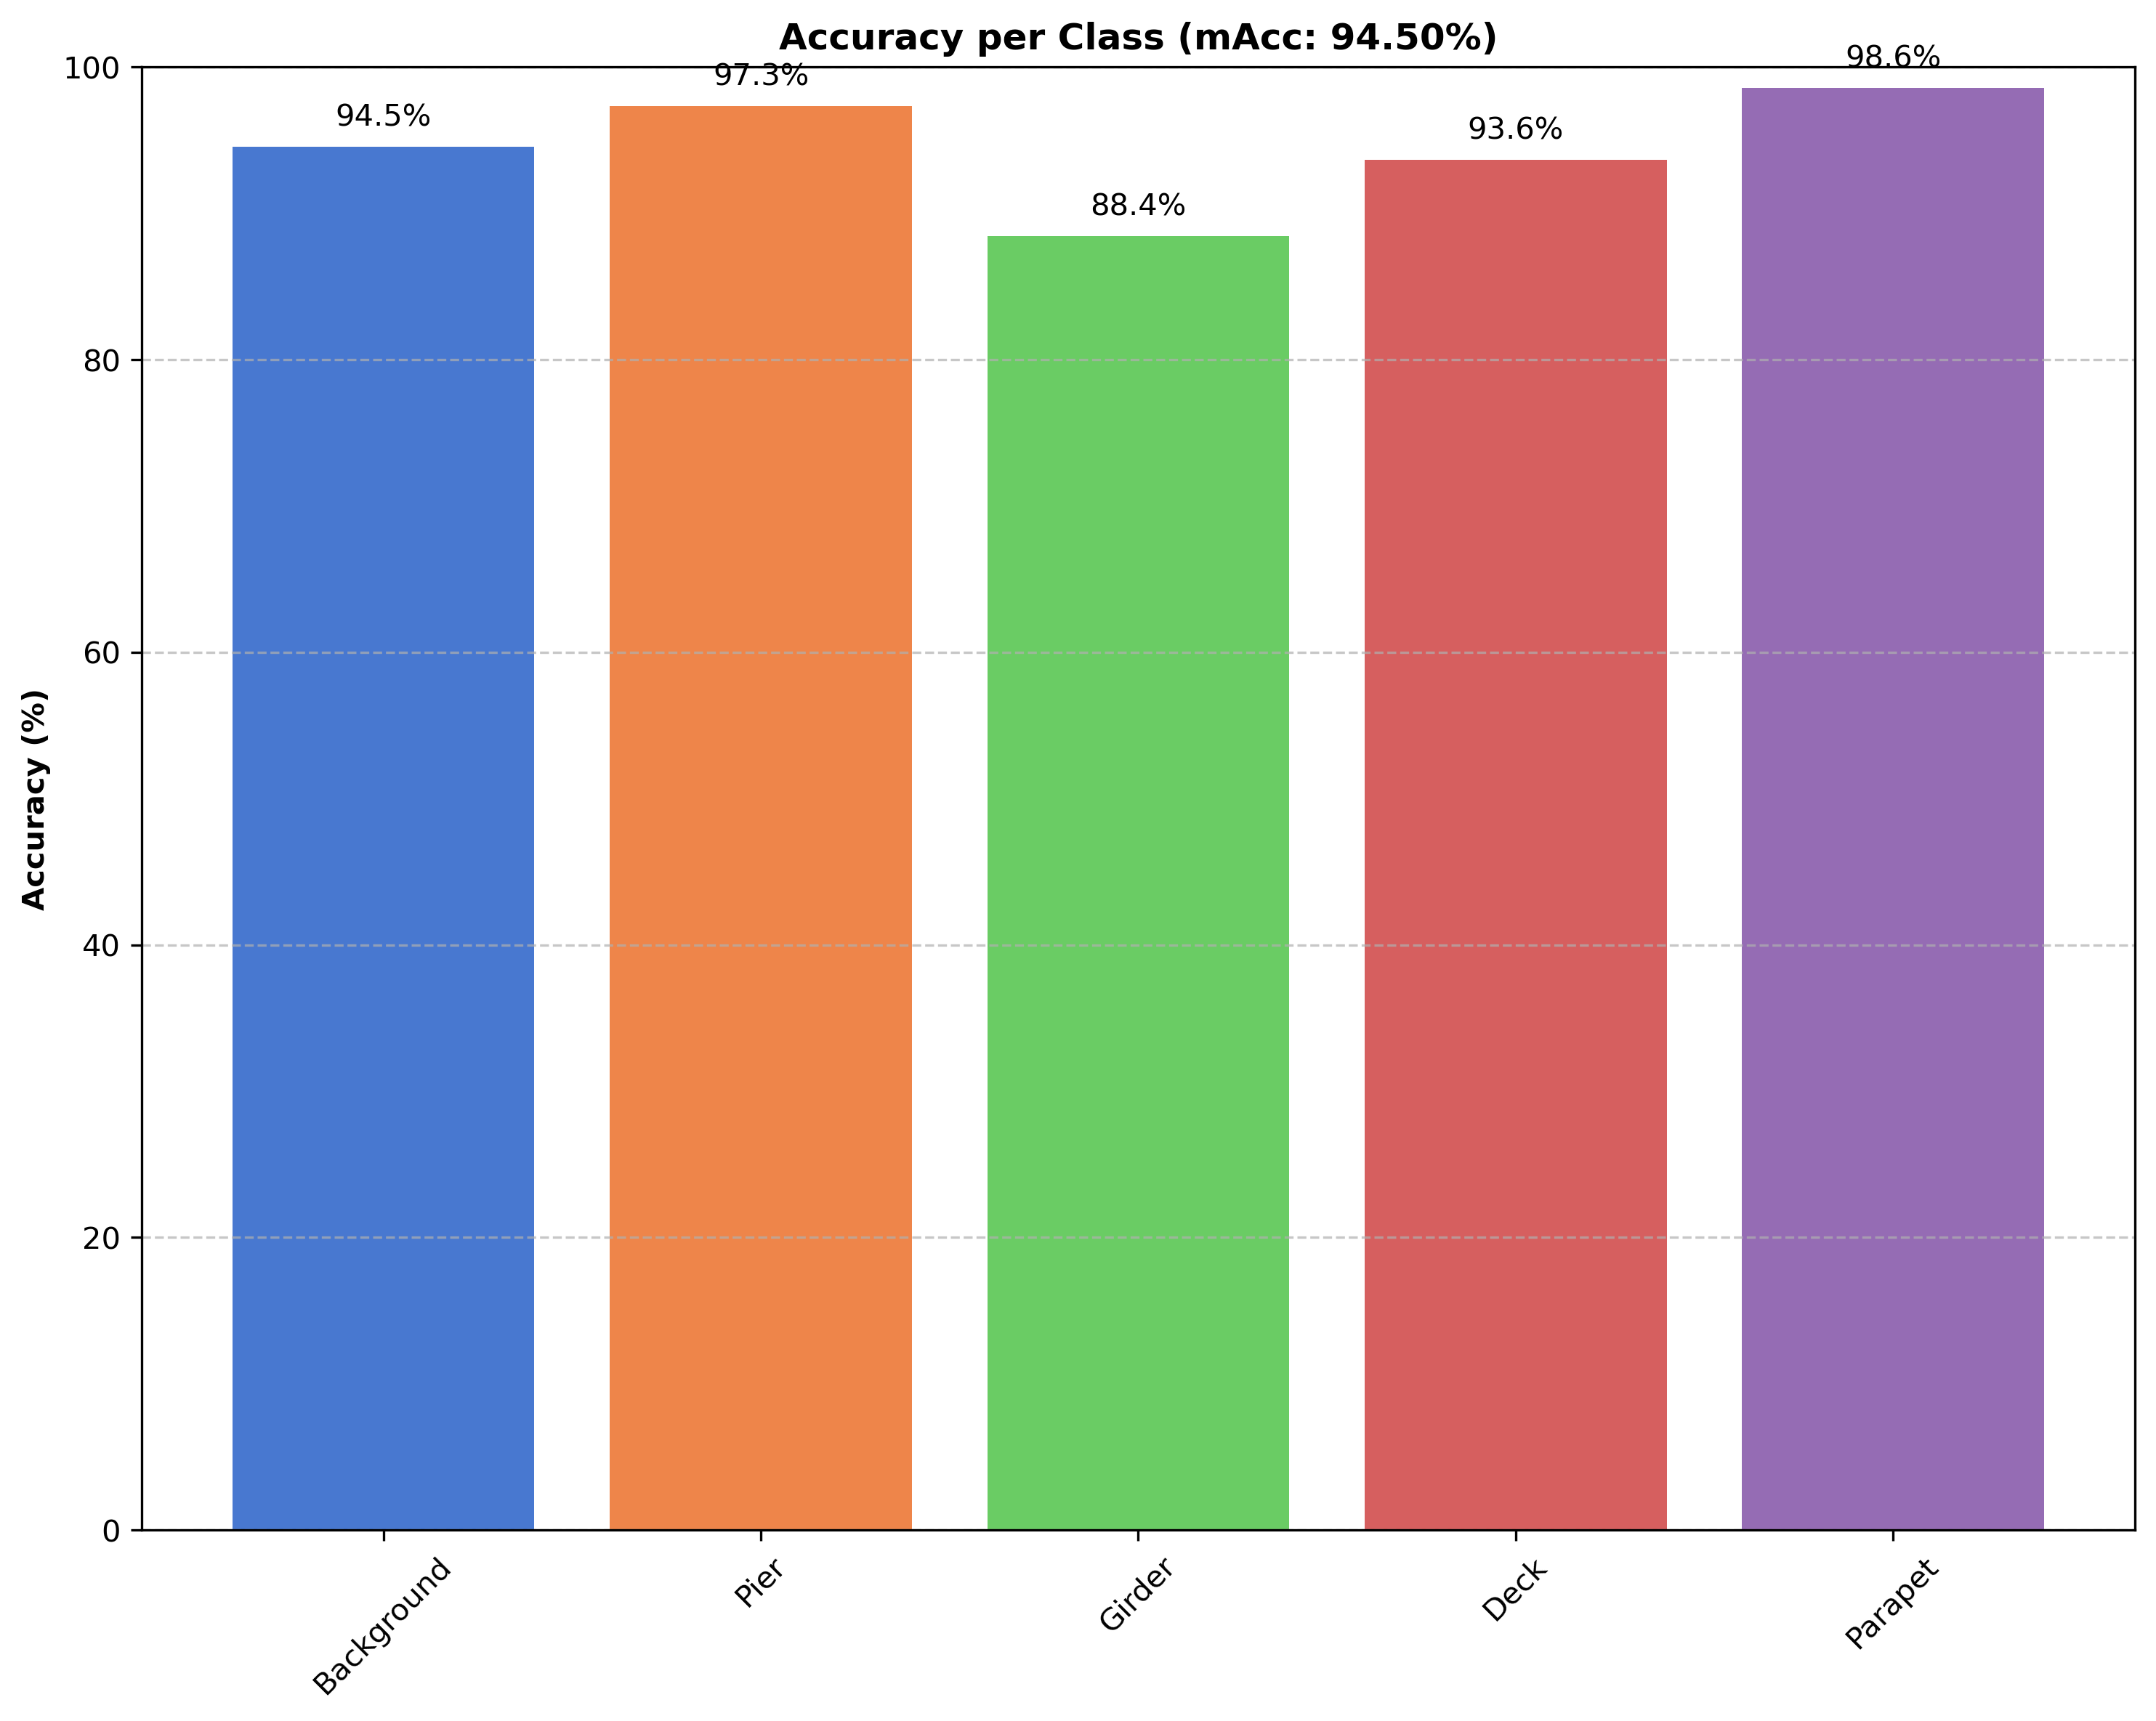 Accuracy per Class (mAcc: 94.50%)
98.6%
97.3%
94.5%
93.6%
88.4%
100
80
60
40
20
0
Accuracy (%)
Background
Pier
Girder
Deck
Parapet